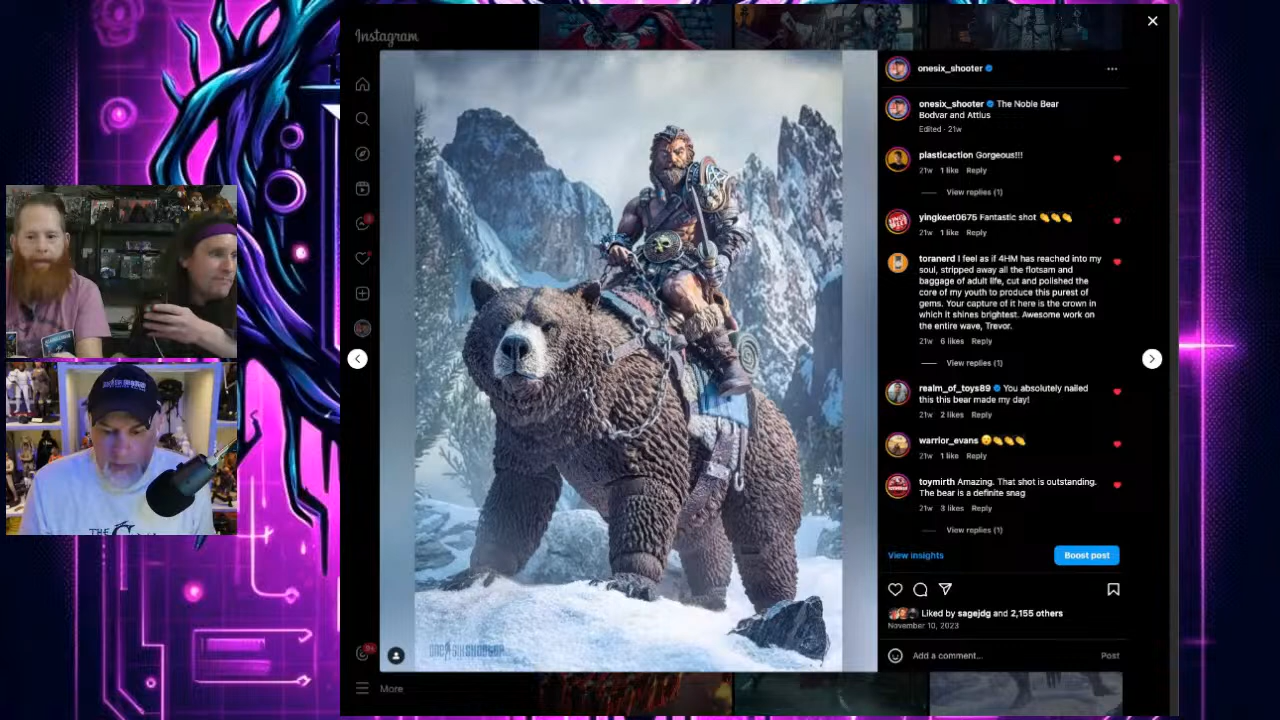 Instagram
onesix_shooter
onesix_shooter The Noble Bear
Bodvar and Attius
Edited · 21w
plasticaction Gorgeous!!!
21w 1 like Reply
View replies (1)
yingkeet0675 Fantastic shot 👏👏👏
21w 1 like Reply
toranerd I feel as if 4HM has reached into my
soul, stripped away all the flotsam and
baggage of adult life, cut and polished the
core of my youth to produce this purest of
gems. Your capture of it here is the crown in
which it shines brightest. Awesome work on
the entire wave, Trevor.
21w 6 likes Reply
View replies (1)
realm_of_toys89 You absolutely nailed
this this bear made my day!
21w 2 likes Reply
warrior_evans 😮👏👏👏
21w 1 like Reply
toymirth Amazing. That shot is outstanding.
The bear is a definite snag
21w 3 likes Reply
View replies (1)
View insights
Boost post
Liked by sagejdg and 2,155 others
November 10, 2023
Add a comment...
Post
More
ONE SIX SHOOTER
THE